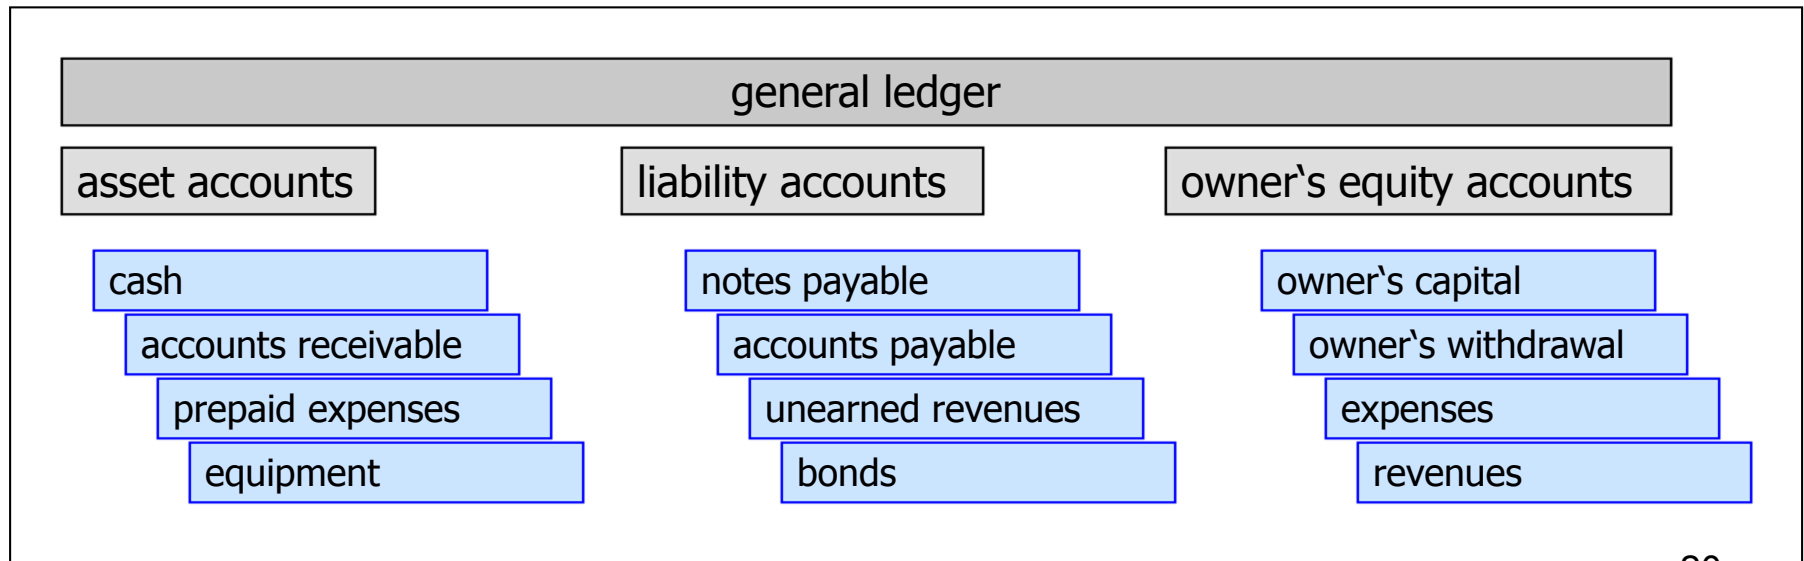 general ledger
asset accounts
liability accounts
owner‘s equity accounts
cash
accounts receivable
prepaid expenses
equipment
notes payable
accounts payable
unearned revenues
bonds
owner‘s capital
owner‘s withdrawal
expenses
revenues